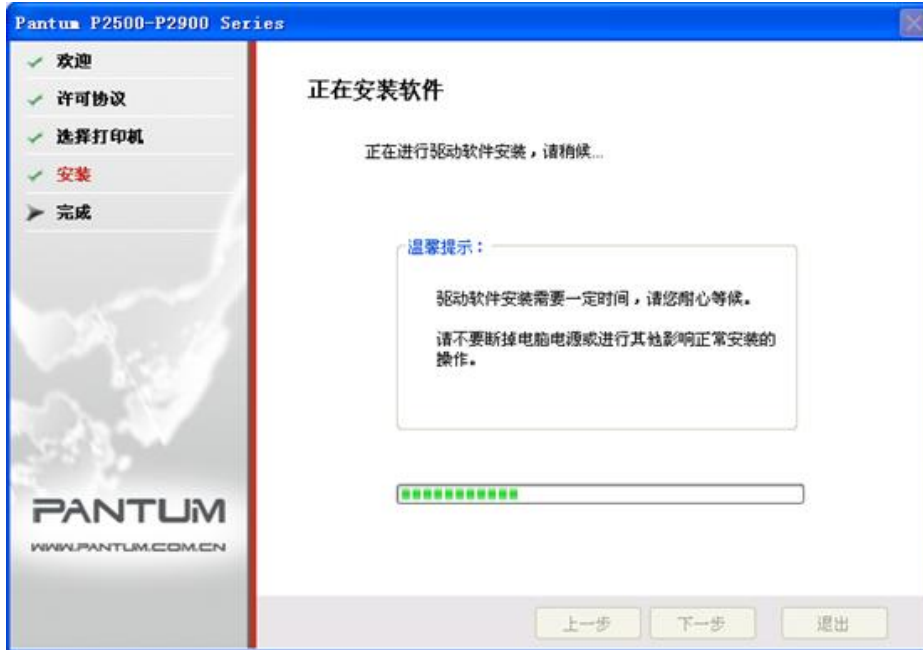 Pantum P2500-P2900 Series
欢迎
许可协议
选择打印机
安装
完成
正在安装软件
正在进行驱动软件安装，请稍候...
温馨提示：
驱动软件安装需要一定时间，请您耐心等候。
请不要断掉电脑电源或进行其他影响正常安装的
操作。
PANTUM
WWW.PANTUM.COM.CN
上一步
下一步
退出